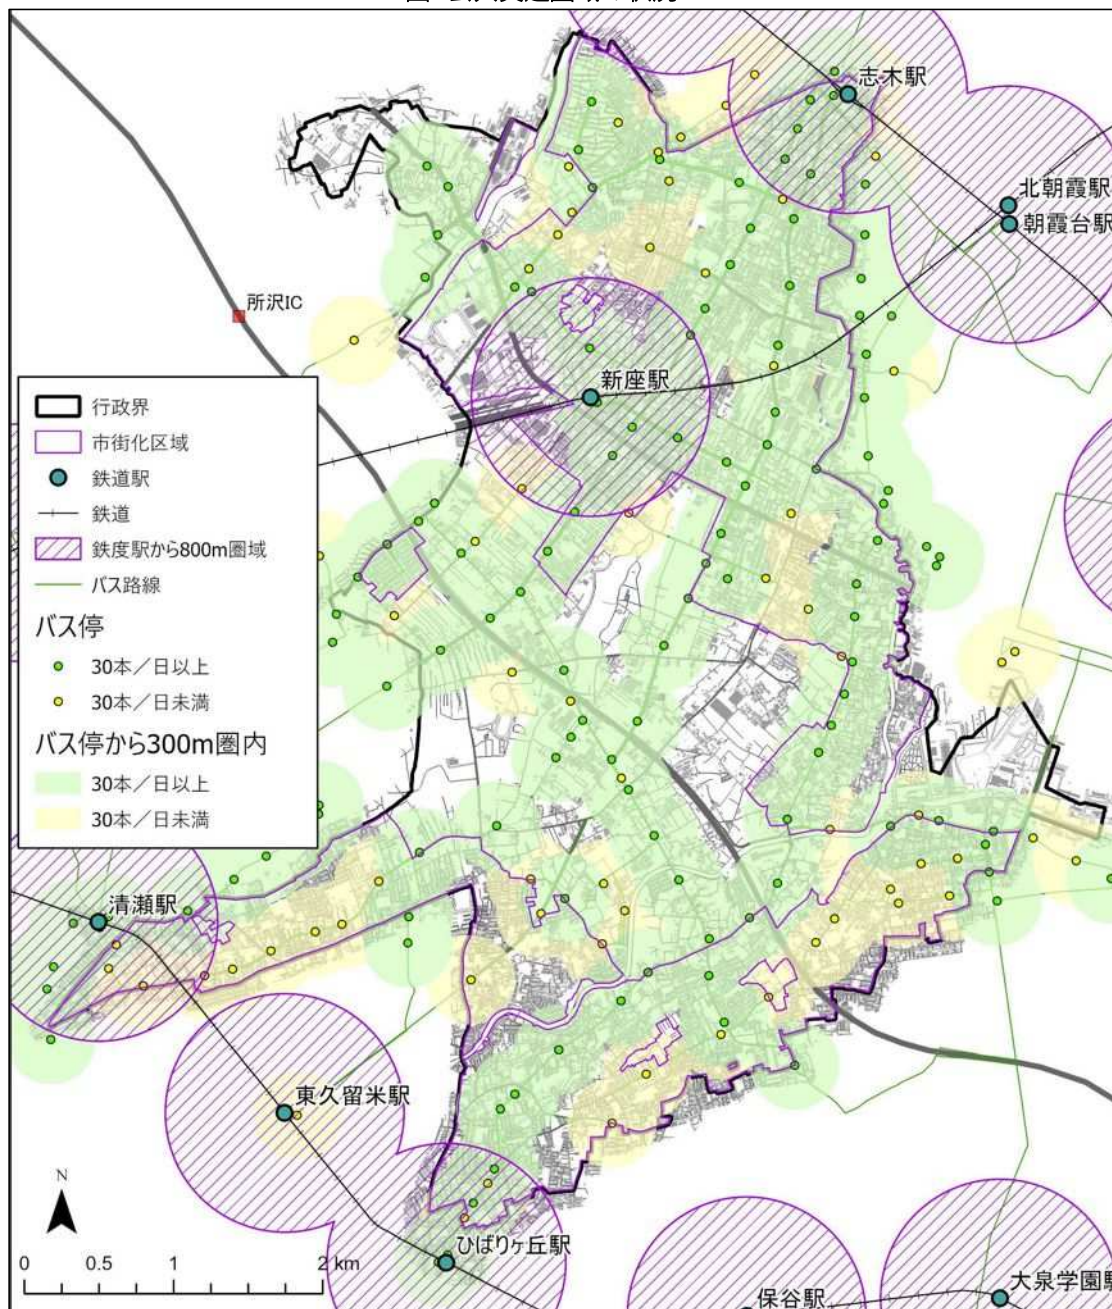 志木駅
北朝霞駅
朝霞台駅
所沢IC
新座駅
行政界
市街化区域
鉄道駅
鉄道
鉄度駅から800m圏域
バス路線
バス停
30本／日以上
30本／日未満
バス停から300m圏内
30本／日以上
30本／日未満
清瀬駅
東久留米駅
ひばりヶ丘駅
保谷駅
大泉学園駅
N
0 0.5 1 2 km